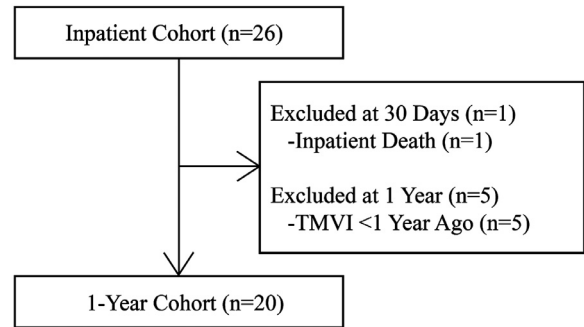 Inpatient Cohort (n=26)
Excluded at 30 Days (n=1)
-Inpatient Death (n=1)
Excluded at 1 Year (n=5)
-TMVI <1 Year Ago (n=5)
1-Year Cohort (n=20)